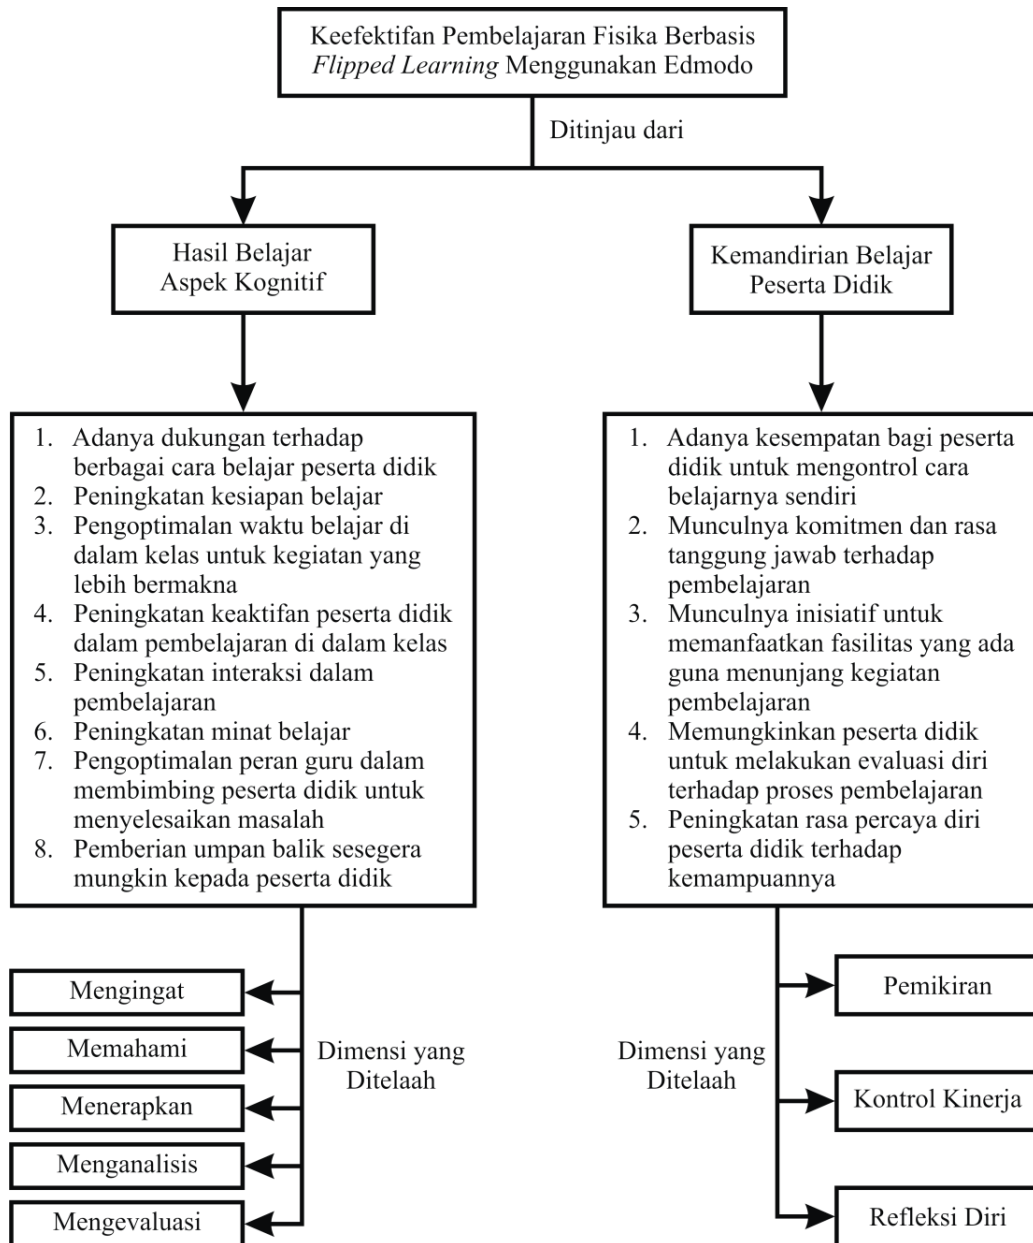 Keefektifan Pembelajaran Fisika Berbasis
Flipped Learning Menggunakan Edmodo
Ditinjau dari
Hasil Belajar
Aspek Kognitif
Kemandirian Belajar
Peserta Didik
1. Adanya dukungan terhadap
berbagai cara belajar peserta didik
2. Peningkatan kesiapan belajar
3. Pengoptimalan waktu belajar di
dalam kelas untuk kegiatan yang
lebih bermakna
4. Peningkatan keaktifan peserta didik
dalam pembelajaran di dalam kelas
5. Peningkatan interaksi dalam
pembelajaran
6. Peningkatan minat belajar
7. Pengoptimalan peran guru dalam
membimbing peserta didik untuk
menyelesaikan masalah
8. Pemberian umpan balik sesegera
mungkin kepada peserta didik
1. Adanya kesempatan bagi peserta
didik untuk mengontrol cara
belajarnya sendiri
2. Munculnya komitmen dan rasa
tanggung jawab terhadap
pembelajaran
3. Munculnya inisiatif untuk
memanfaatkan fasilitas yang ada
guna menunjang kegiatan
pembelajaran
4. Memungkinkan peserta didik
untuk melakukan evaluasi diri
terhadap proses pembelajaran
5. Peningkatan rasa percaya diri
peserta didik terhadap
kemampuannya
Mengingat
Memahami
Menerapkan
Menganalisis
Mengevaluasi
Dimensi yang
Ditelaah
Dimensi yang
Ditelaah
Pemikiran
Kontrol Kinerja
Refleksi Diri